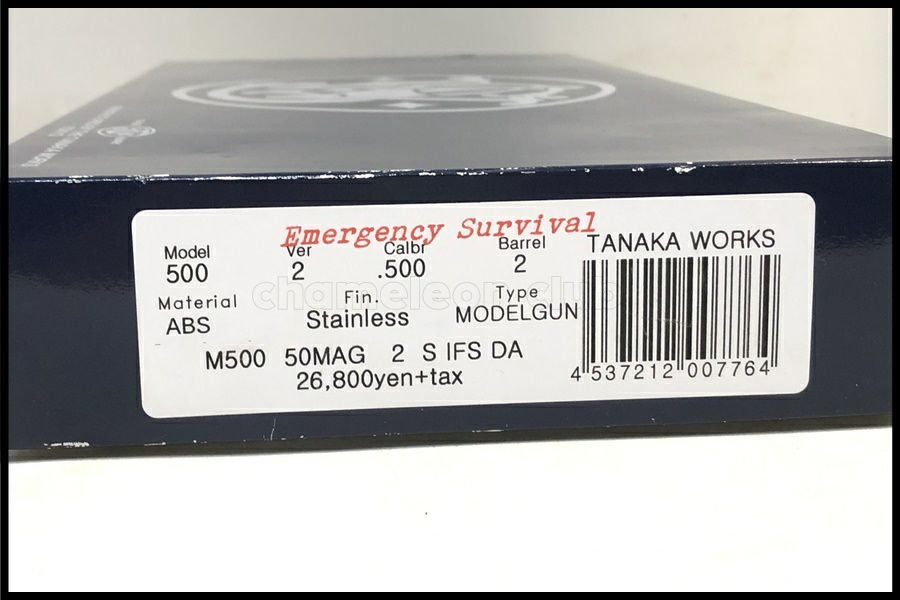 Emergency Survival
Model Ver Calbr Barrel TANAKA WORKS
500 2 .500 2
Material Fin. Type
ABS Stainless MODELGUN
chameleonclub
M500 50MAG 2 S IFS DA
26,800yen+tax
4 537212 007764